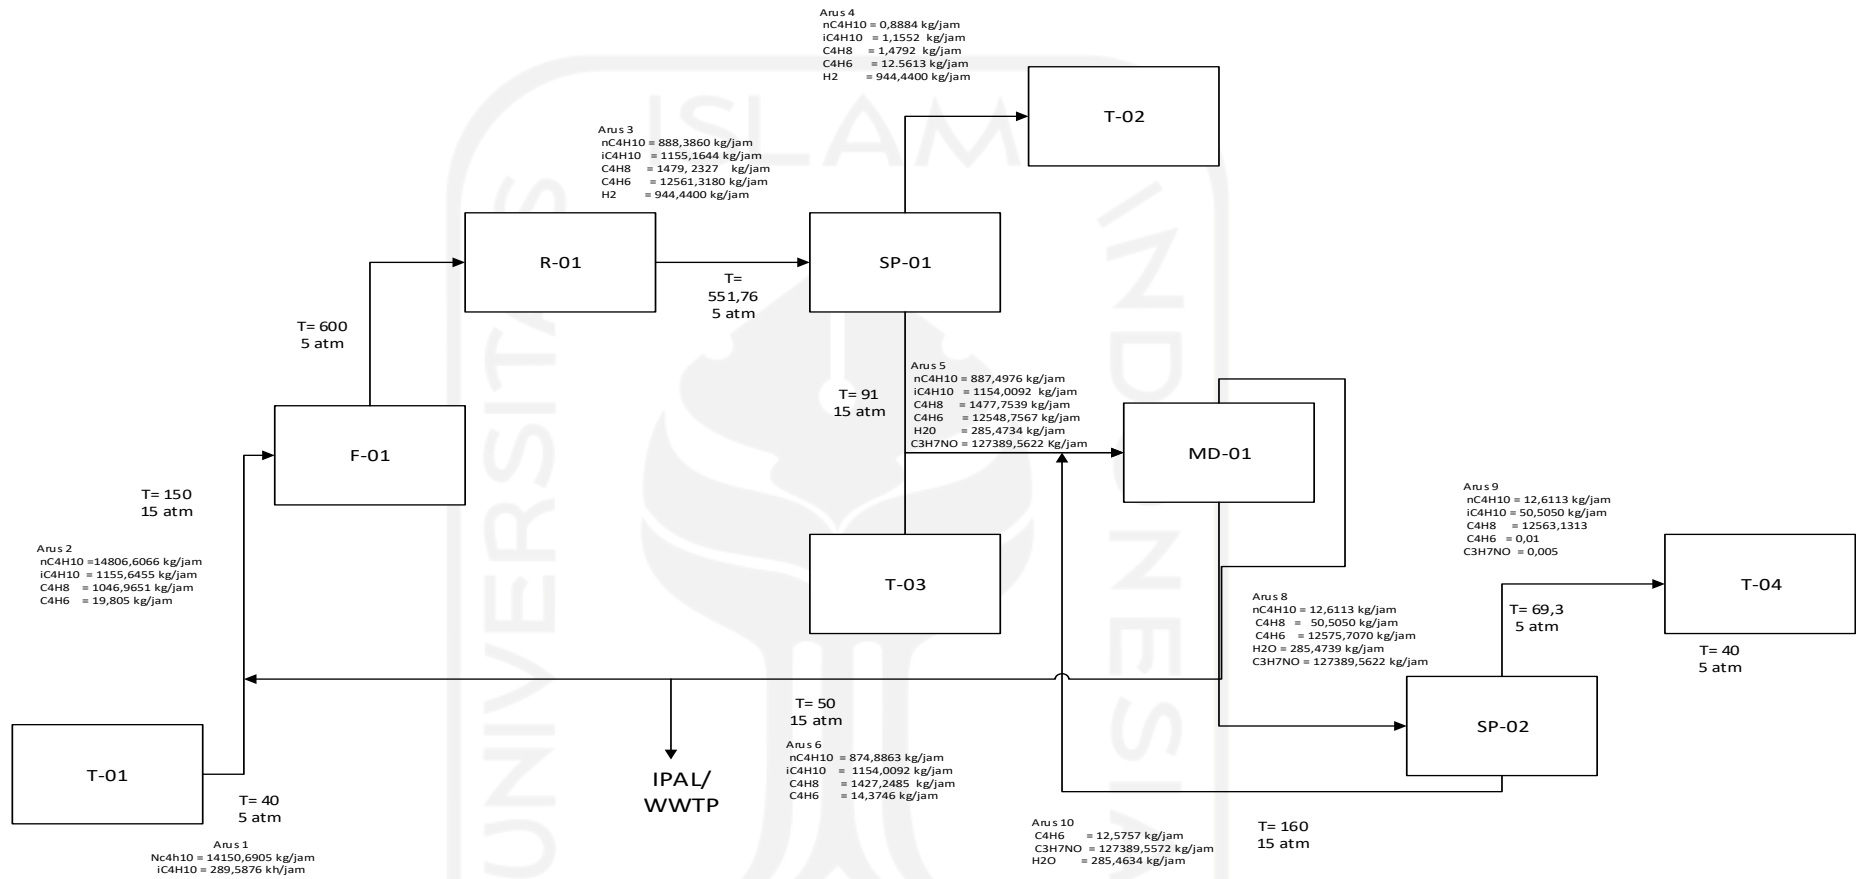 Arus 4
nC4H10 = 0,8884 kg/jam
iC4H10 = 1,1552 kg/jam
C4H8 = 1,4792 kg/jam
C4H6 = 12.5613 kg/jam
H2 = 944,4400 kg/jam
T-02
Arus 3
nC4H10 = 888,3860 kg/jam
iC4H10 = 1155,1644 kg/jam
C4H8 = 1479, 2327 kg/jam
C4H6 = 12561,3180 kg/jam
H2 = 944,4400 kg/jam
R-01
SP-01
T=
551,76
5 atm
T= 600
5 atm
Arus 5
nC4H10 = 887,4976 kg/jam
iC4H10 = 1154,0092 kg/jam
C4H8 = 1477,7539 kg/jam
C4H6 = 12548,7567 kg/jam
H20 = 285,4734 kg/jam
C3H7NO = 127389,5622 Kg/jam
T= 91
15 atm
F-01
MD-01
T= 150
15 atm
Arus 9
nC4H10 = 12,6113 kg/jam
iC4H10 = 50,5050 kg/jam
C4H8 = 12563,1313
C4H6 = 0,01
C3H7NO = 0,005
Arus 2
nC4H10 =14806,6066 kg/jam
iC4H10 = 1155,6455 kg/jam
C4H8 = 1046,9651 kg/jam
C4H6 = 19,805 kg/jam
T-03
T-04
Arus 8
nC4H10 = 12,6113 kg/jam
C4H8 = 50,5050 kg/jam
C4H6 = 12575,7070 kg/jam
H2O = 285,4739 kg/jam
C3H7NO = 127389,5622 kg/jam
T= 69,3
5 atm
T= 40
5 atm
T= 50
15 atm
SP-02
Arus 6
nC4H10 = 874,8863 kg/jam
iC4H10 = 1154,0092 kg/jam
C4H8 = 1427,2485 kg/jam
C4H6 = 14,3746 kg/jam
T-01
IPAL/
WWTP
T= 40
5 atm
Arus 10
C4H6 = 12,5757 kg/jam
C3H7NO = 127389,5572 kg/jam
H2O = 285,4634 kg/jam
T= 160
15 atm
Arus 1
Nc4h10 = 14150,6905 kg/jam
iC4H10 = 289,5876 kh/jam
UNIVERSITAS
ISLAM
INDONESIA